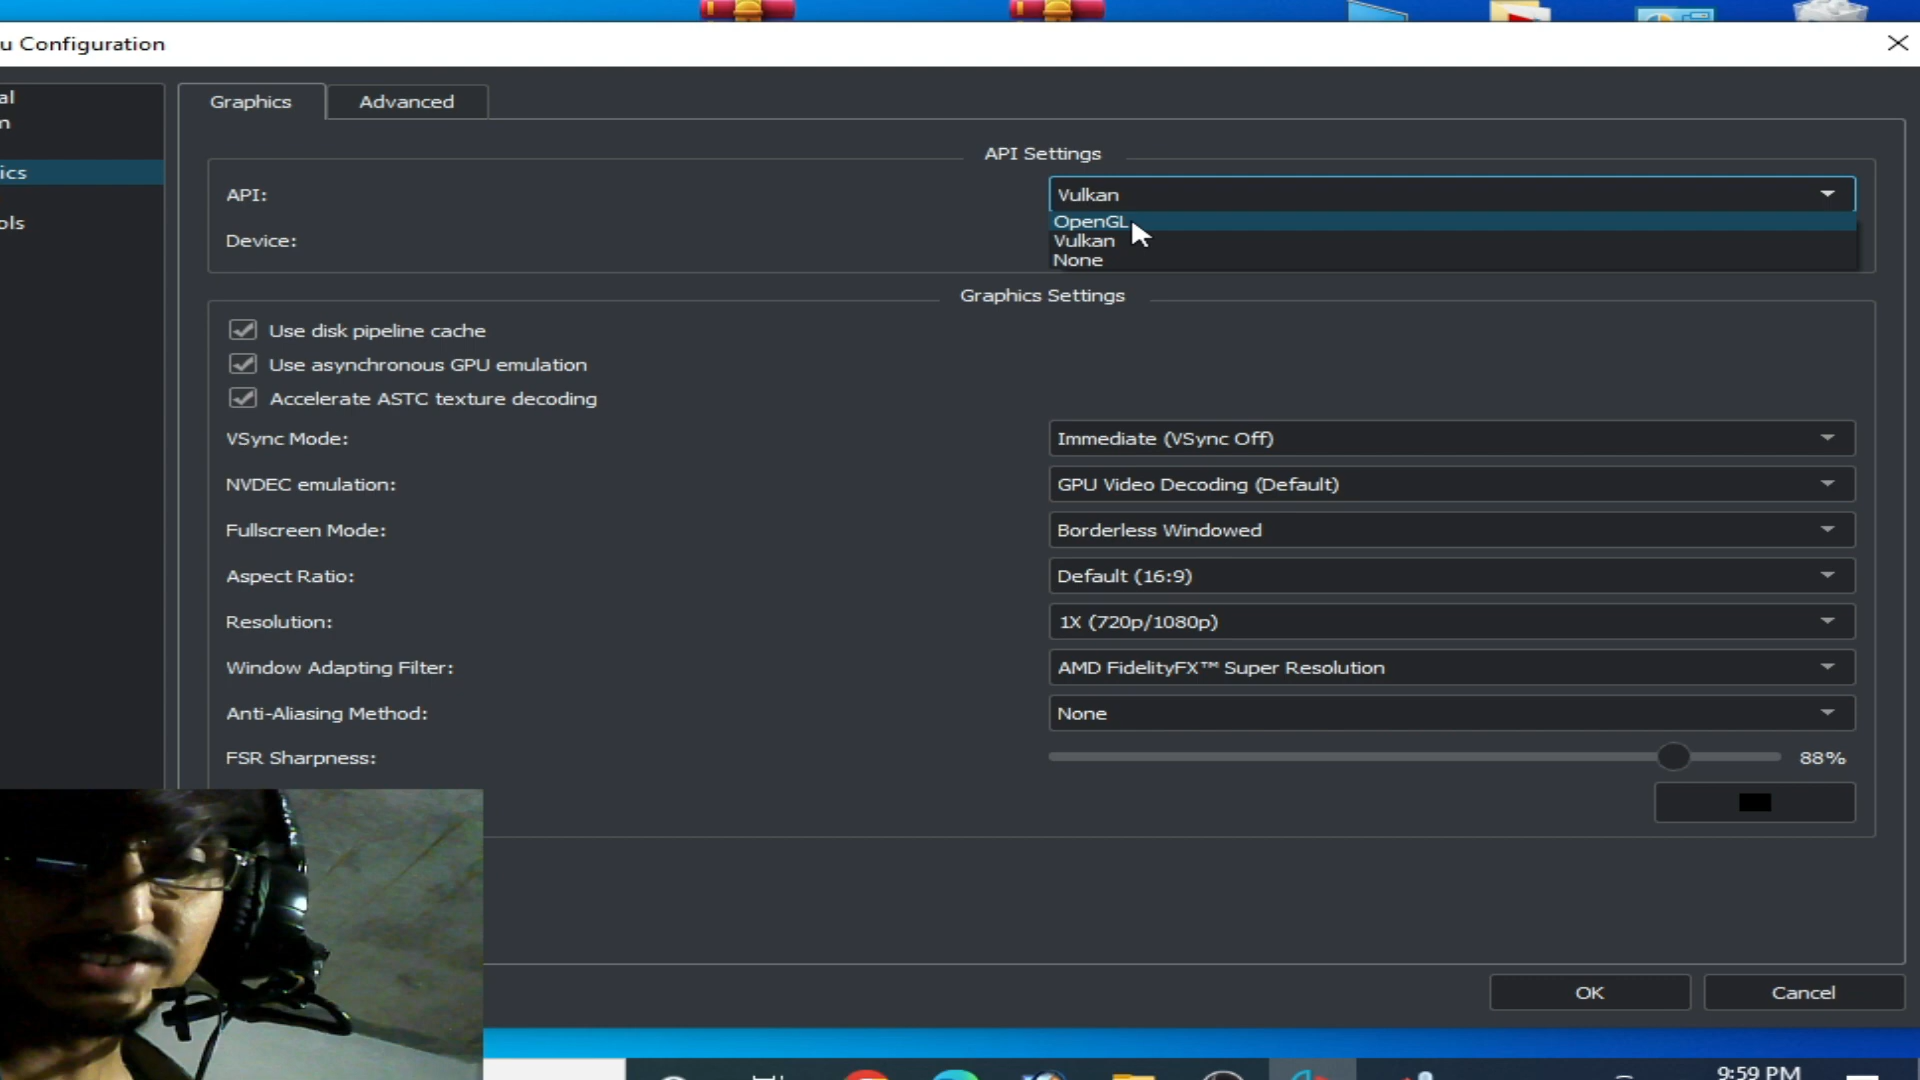 u Configuration
al
m
ics
ols
Graphics
Advanced
API Settings
API:
Vulkan
OpenGL
Vulkan
None
Device:
Graphics Settings
Use disk pipeline cache
Use asynchronous GPU emulation
Accelerate ASTC texture decoding
VSync Mode:
Immediate (VSync Off)
NVDEC emulation:
GPU Video Decoding (Default)
Fullscreen Mode:
Borderless Windowed
Aspect Ratio:
Default (16:9)
Resolution:
1X (720p/1080p)
Window Adapting Filter:
AMD FidelityFX™ Super Resolution
Anti-Aliasing Method:
None
FSR Sharpness:
88%
OK
Cancel
9:59 PM